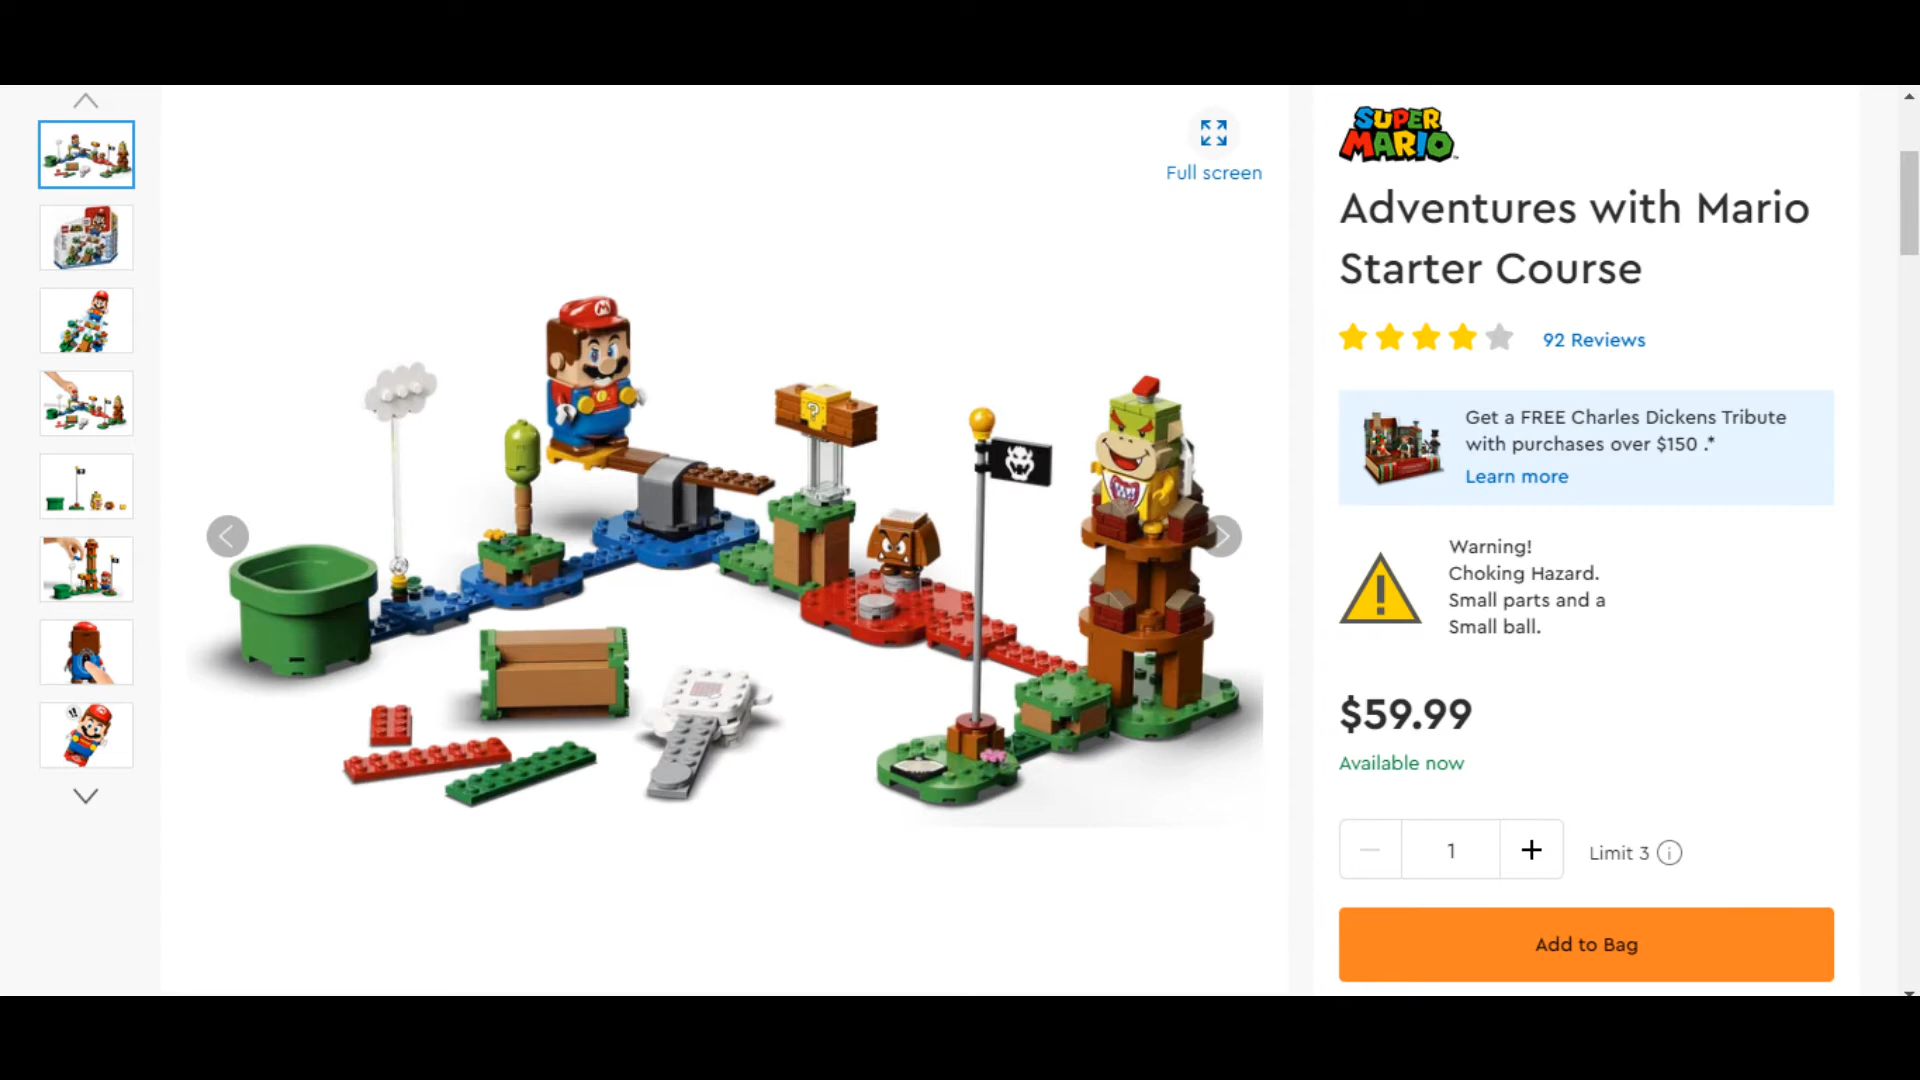 Full screen
SUPER
MARIO
Adventures with Mario
Starter Course
92 Reviews
Get a FREE Charles Dickens Tribute
with purchases over $150 .*
Learn more
Warning!
Choking Hazard.
Small parts and a
Small ball.
$59.99
Available now
1
Limit 3
Add to Bag